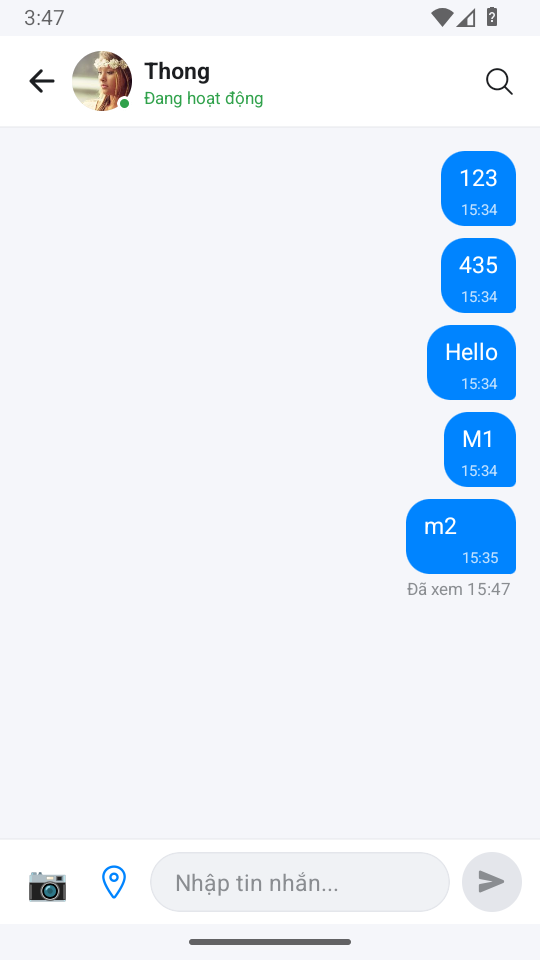 3:47
Thong
Đang hoạt động
123
15:34
435
15:34
Hello
15:34
M1
15:34
m2
15:35
Đã xem 15:47
Nhập tin nhắn...